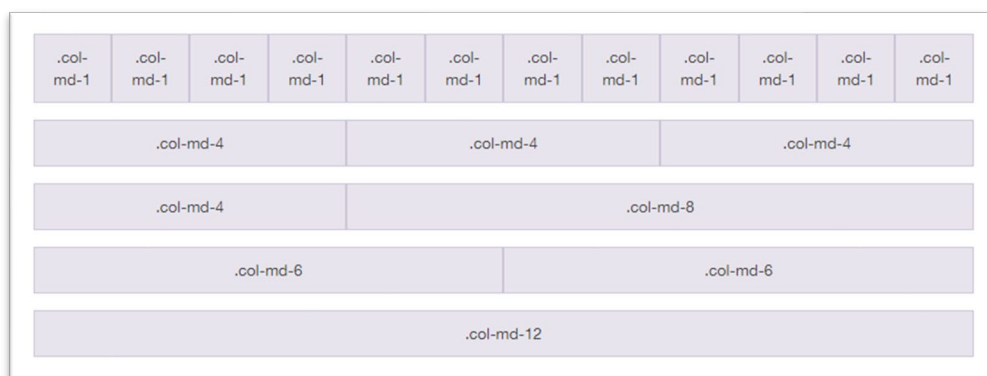 .col- .col- .col- .col- .col- .col- .col- .col- .col- .col- .col- .col-
md-1 md-1 md-1 md-1 md-1 md-1 md-1 md-1 md-1 md-1 md-1 md-1
.col-md-4 .col-md-4 .col-md-4
.col-md-4 .col-md-8
.col-md-6 .col-md-6
.col-md-12